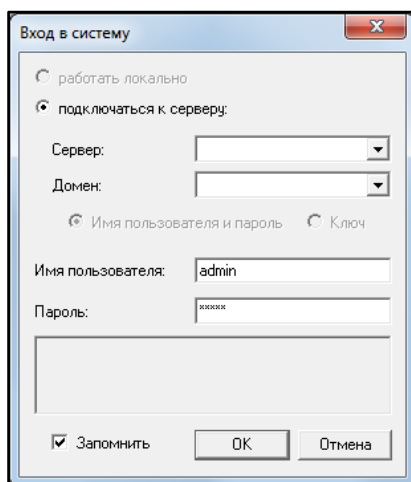 Вход в систему
работать локально
подключаться к серверу:
Сервер:
Домен:
Имя пользователя и пароль Ключ
Имя пользователя: admin
Пароль: *****
Запомнить OK Отмена